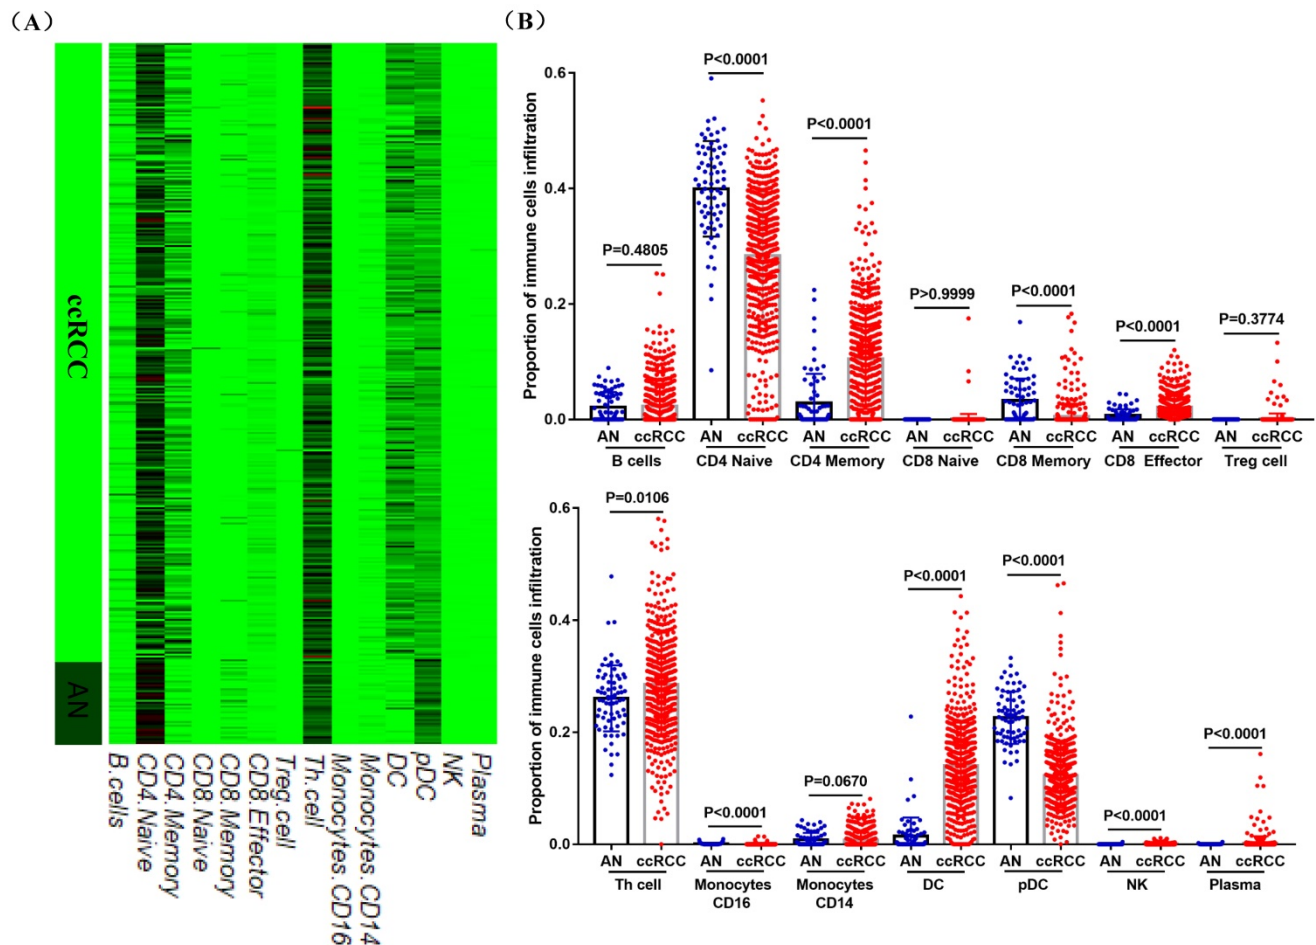 (A)
ccRCC
AN
B.cells
CD4.Naive
CD4.Memory
CD8.Naive
CD8.Memory
CD8.Effector
Treg.cell
Th.cell
Monocytes.CD16
Monocytes.CD14
DC
pDC
NK
Plasma
(B)
Proportion of immune cells infiltration
0.6
0.4
0.2
0.0
P=0.4805
P<0.0001
P<0.0001
P>0.9999
P<0.0001
P<0.0001
P=0.3774
AN ccRCC AN ccRCC AN ccRCC AN ccRCC AN ccRCC AN ccRCC AN ccRCC
B cells CD4 Naive CD4 Memory CD8 Naive CD8 Memory CD8 Effector Treg cell
Proportion of immune cells infiltration
0.6
0.4
0.2
0.0
P=0.0106
P<0.0001
P=0.0670
P<0.0001
P<0.0001
P<0.0001
P<0.0001
AN ccRCC AN ccRCC AN ccRCC AN ccRCC AN ccRCC AN ccRCC AN ccRCC
Th cell Monocytes Monocytes DC pDC NK Plasma
CD16 CD14